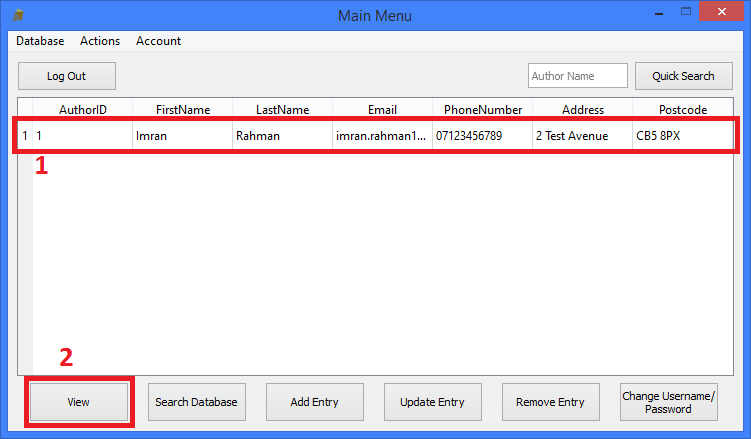 Main Menu
Database Actions Account
Log Out Author Name Quick Search
AuthorID FirstName LastName Email PhoneNumber Address Postcode
1 1 Imran Rahman imran.rahman1... 07123456789 2 Test Avenue CB5 8PX
1
2
View Search Database Add Entry Update Entry Remove Entry Change Username/
Password